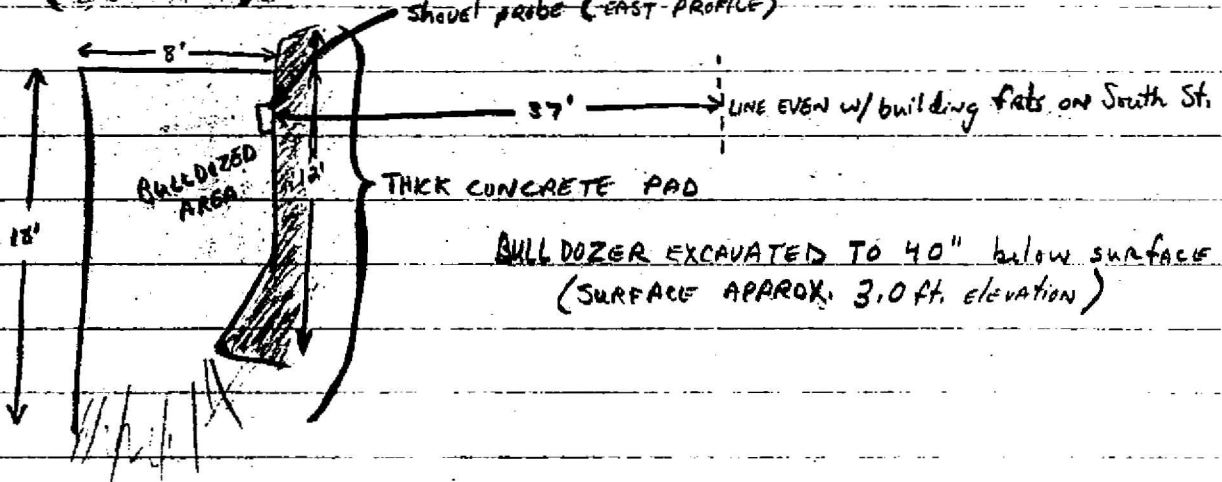 Shovel probe (EAST PROFILE)
8'
37'
LINE EVEN w/ building frts on South St.
BULLDOZED
AREA
12'
THICK CONCRETE PAD
18'
BULLDOZER EXCAVATED TO 40" below surface
(SURFACE APPROX. 3.0 ft. elevation)